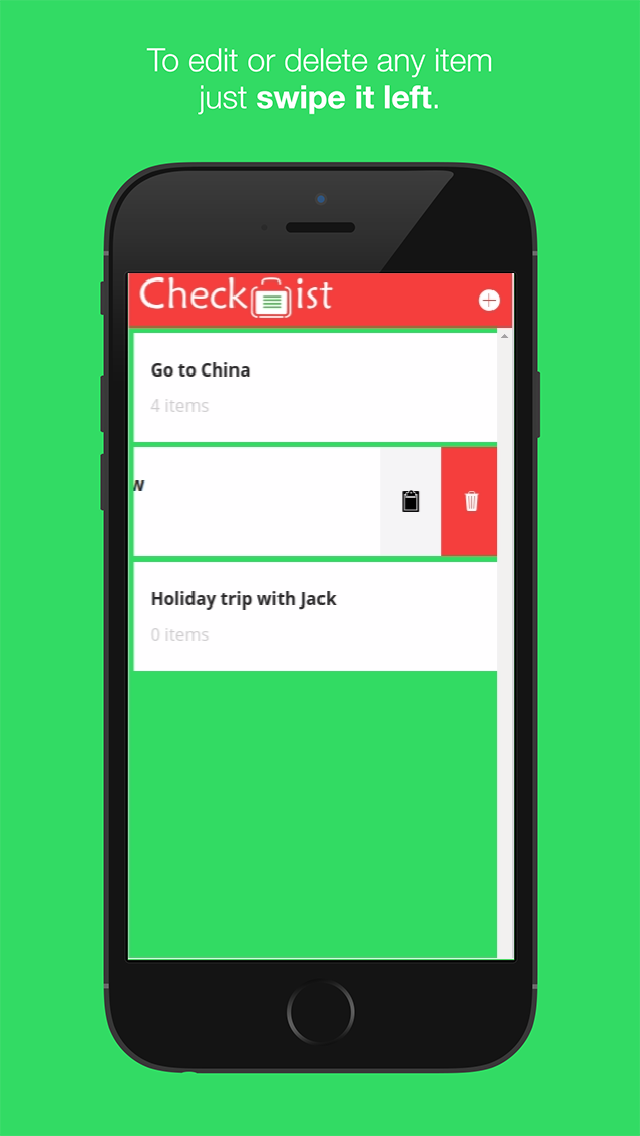 To edit or delete any item
just swipe it left.
Check ist
Go to China
4 items
w
Holiday trip with Jack
0 items